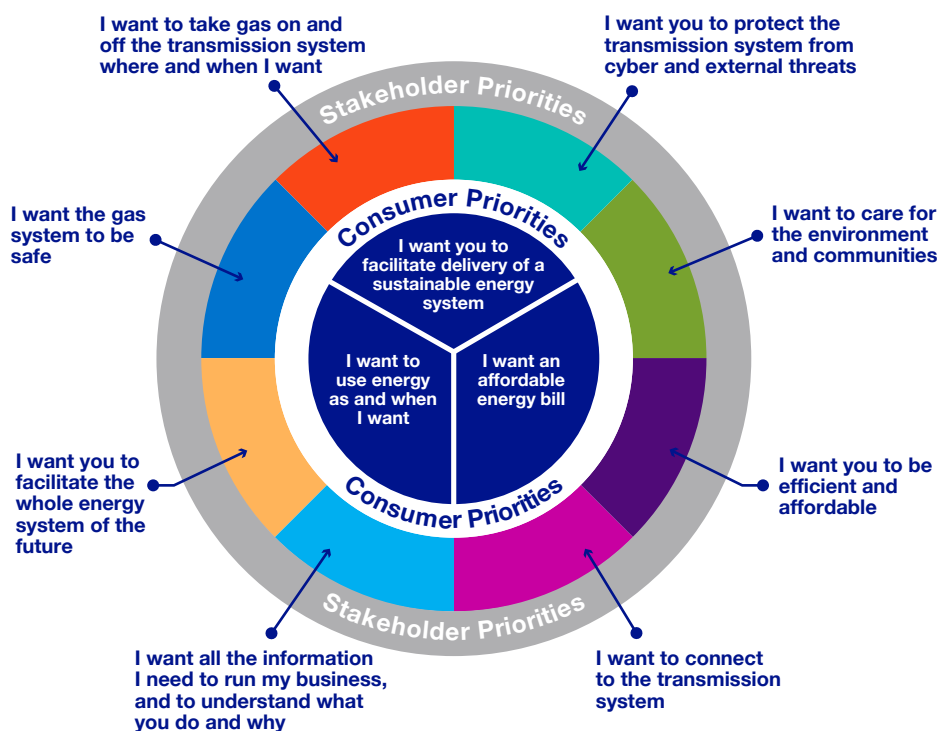 I want to take gas on and
off the transmission system
where and when I want
I want you to protect the
transmission system from
cyber and external threats
Stakeholder Priorities
I want the gas
system to be
safe
Consumer Priorities
I want you to
facilitate delivery of a
sustainable energy
system
I want to care for
the environment
and communities
I want to
use energy
as and when
I want
I want an
affordable
energy bill
I want you to
facilitate the
whole energy
system of the
future
Consumer Priorities
I want you to be
efficient and
affordable
Stakeholder Priorities
I want all the information
I need to run my business,
and to understand what
you do and why
I want to connect
to the transmission
system